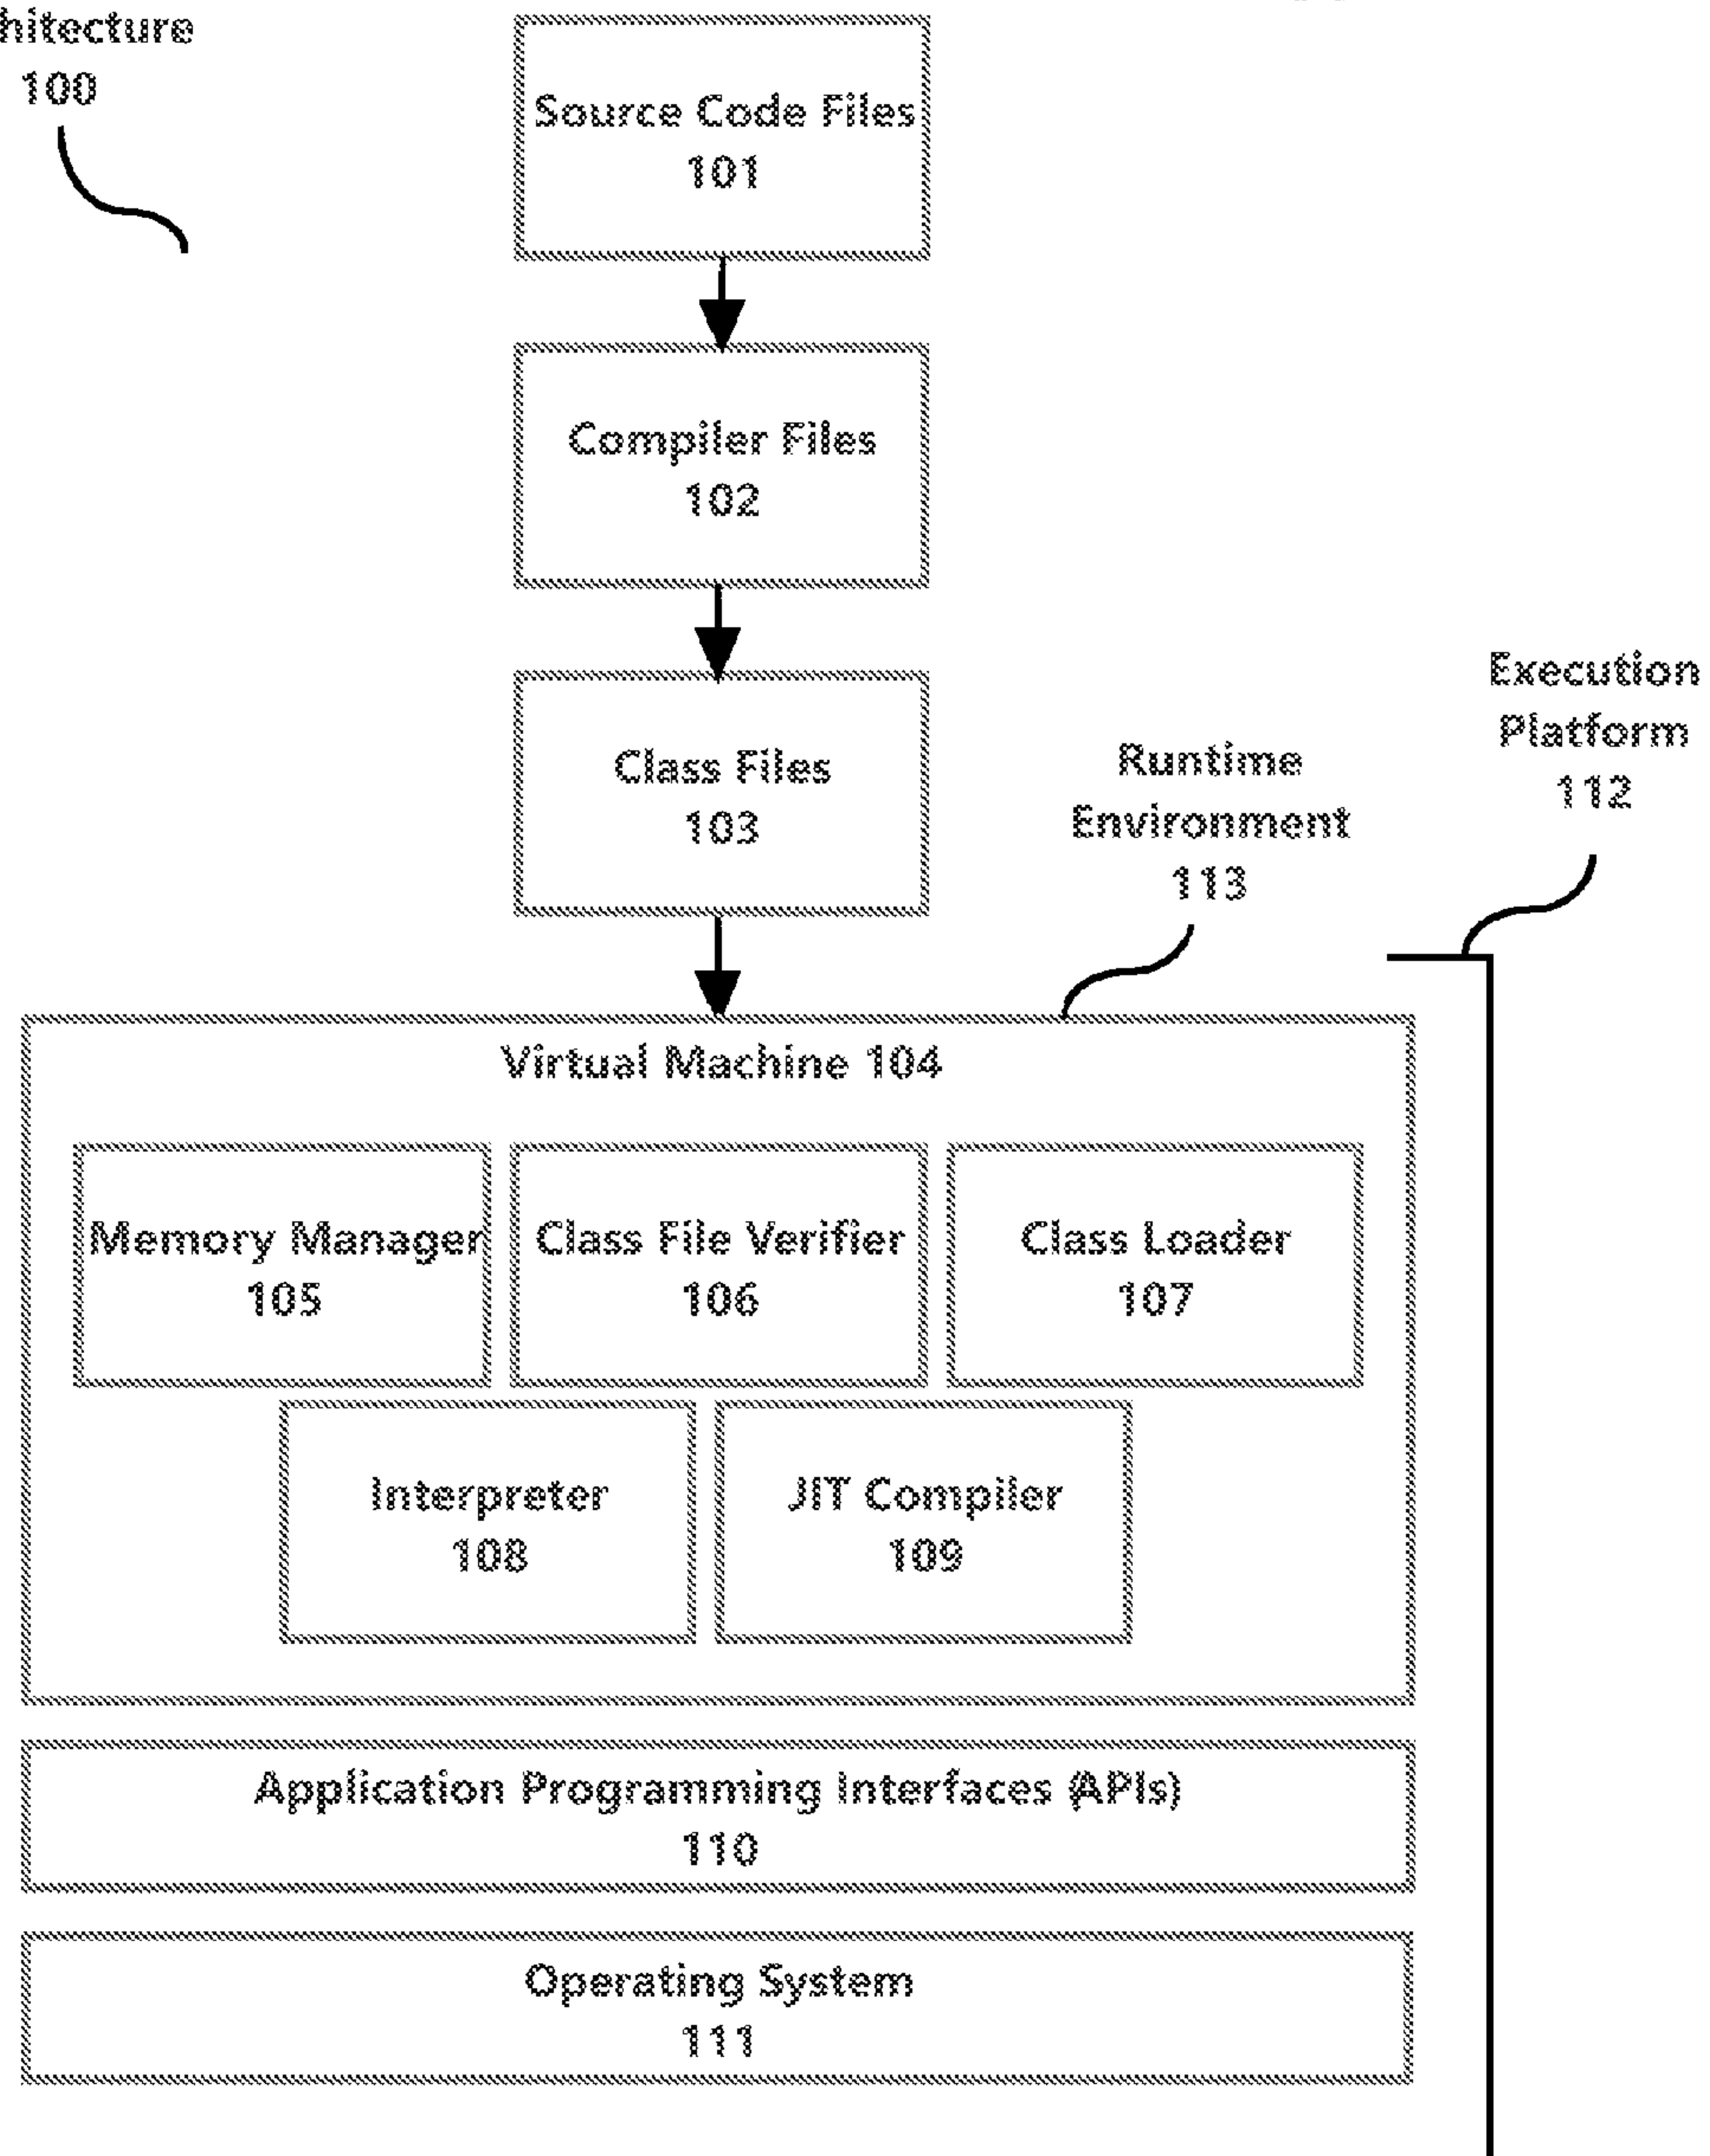 hitecture
100
Source Code Files
101
Compiler Files
102
Class Files
103
Execution
Platform
112
Runtime
Environment
113
Virtual Machine 104
Memory Manager
105
Class File Verifier
106
Class Loader
107
Interpreter
108
JIT Compiler
109
Application Programming Interfaces (APIs)
110
Operating System
111